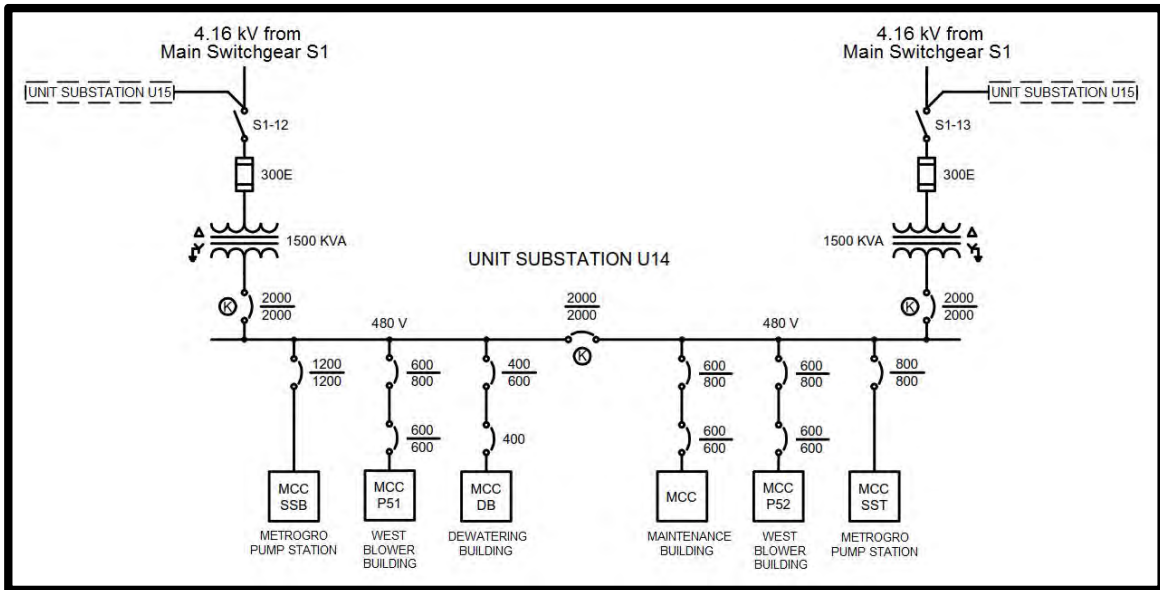 4.16 kV from
Main Switchgear S1
4.16 kV from
Main Switchgear S1
UNIT SUBSTATION U15
UNIT SUBSTATION U15
S1-12
S1-13
300E
300E
1500 KVA
1500 KVA
UNIT SUBSTATION U14
K
2000
2000
2000
2000
K
2000
2000
480 V
K
480 V
1200
1200
600
800
400
600
600
800
600
800
800
800
600
600
400
600
600
600
600
MCC
SSB
MCC
P51
MCC
DB
MCC
MCC
P52
MCC
SST
METROGRO
PUMP STATION
WEST
BLOWER
BUILDING
DEWATERING
BUILDING
MAINTENANCE
BUILDING
WEST
BLOWER
BUILDING
METROGRO
PUMP STATION